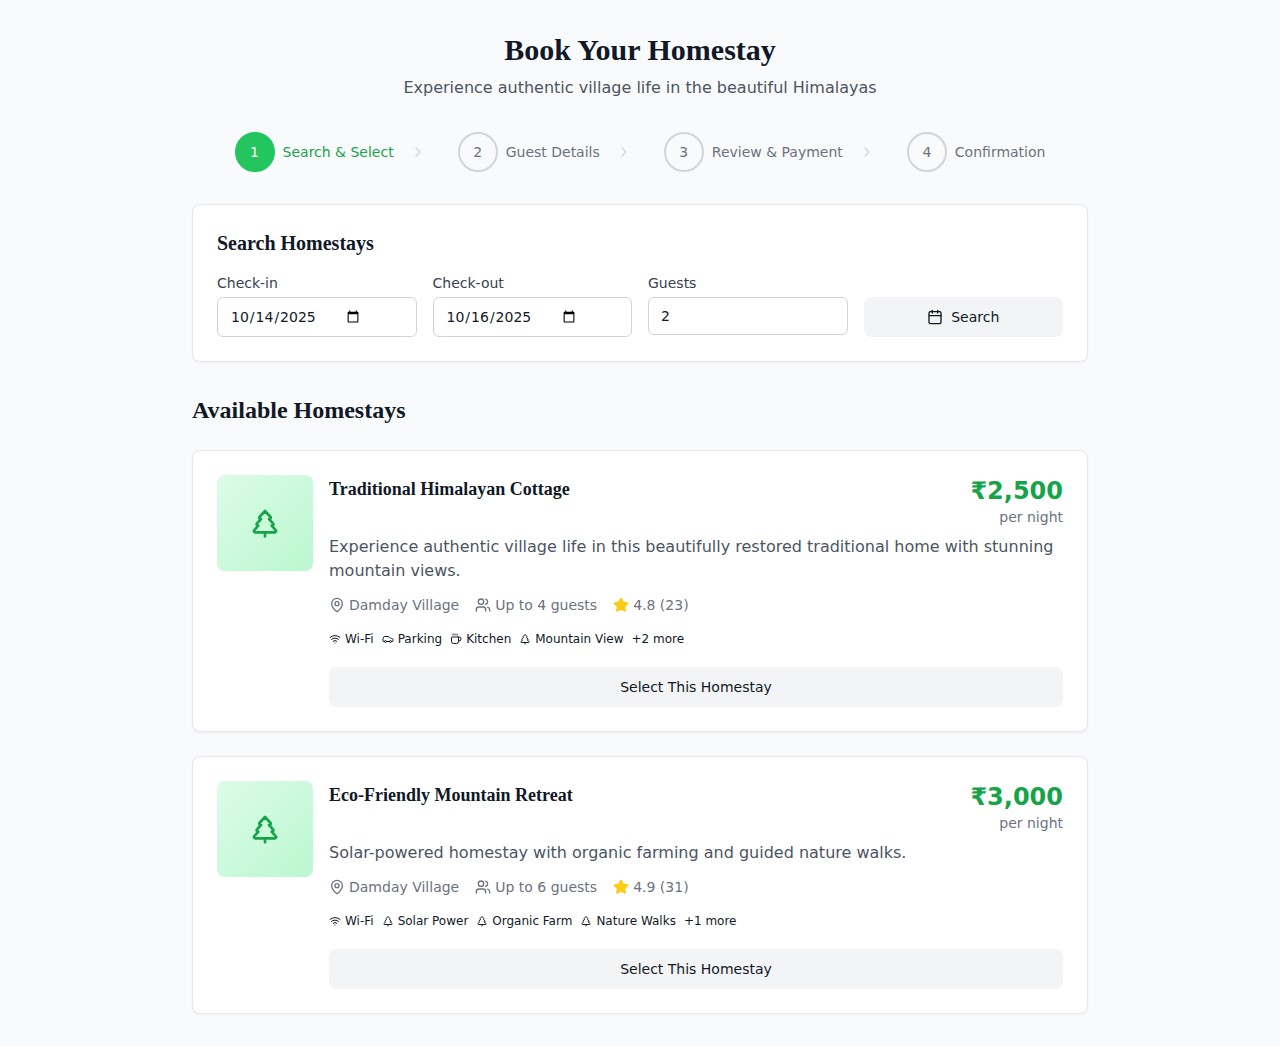 Book Your Homestay
Experience authentic village life in the beautiful Himalayas
1 Search & Select 2 Guest Details 3 Review & Payment 4 Confirmation
Search Homestays
Check-in Check-out Guests
10/14/2025 10/16/2025 2 Search
Available Homestays
Traditional Himalayan Cottage ₹2,500
per night
Experience authentic village life in this beautifully restored traditional home with stunning
mountain views.
Damday Village Up to 4 guests 4.8 (23)
Wi-Fi Parking Kitchen Mountain View +2 more
Select This Homestay
Eco-Friendly Mountain Retreat ₹3,000
per night
Solar-powered homestay with organic farming and guided nature walks.
Damday Village Up to 6 guests 4.9 (31)
Wi-Fi Solar Power Organic Farm Nature Walks +1 more
Select This Homestay